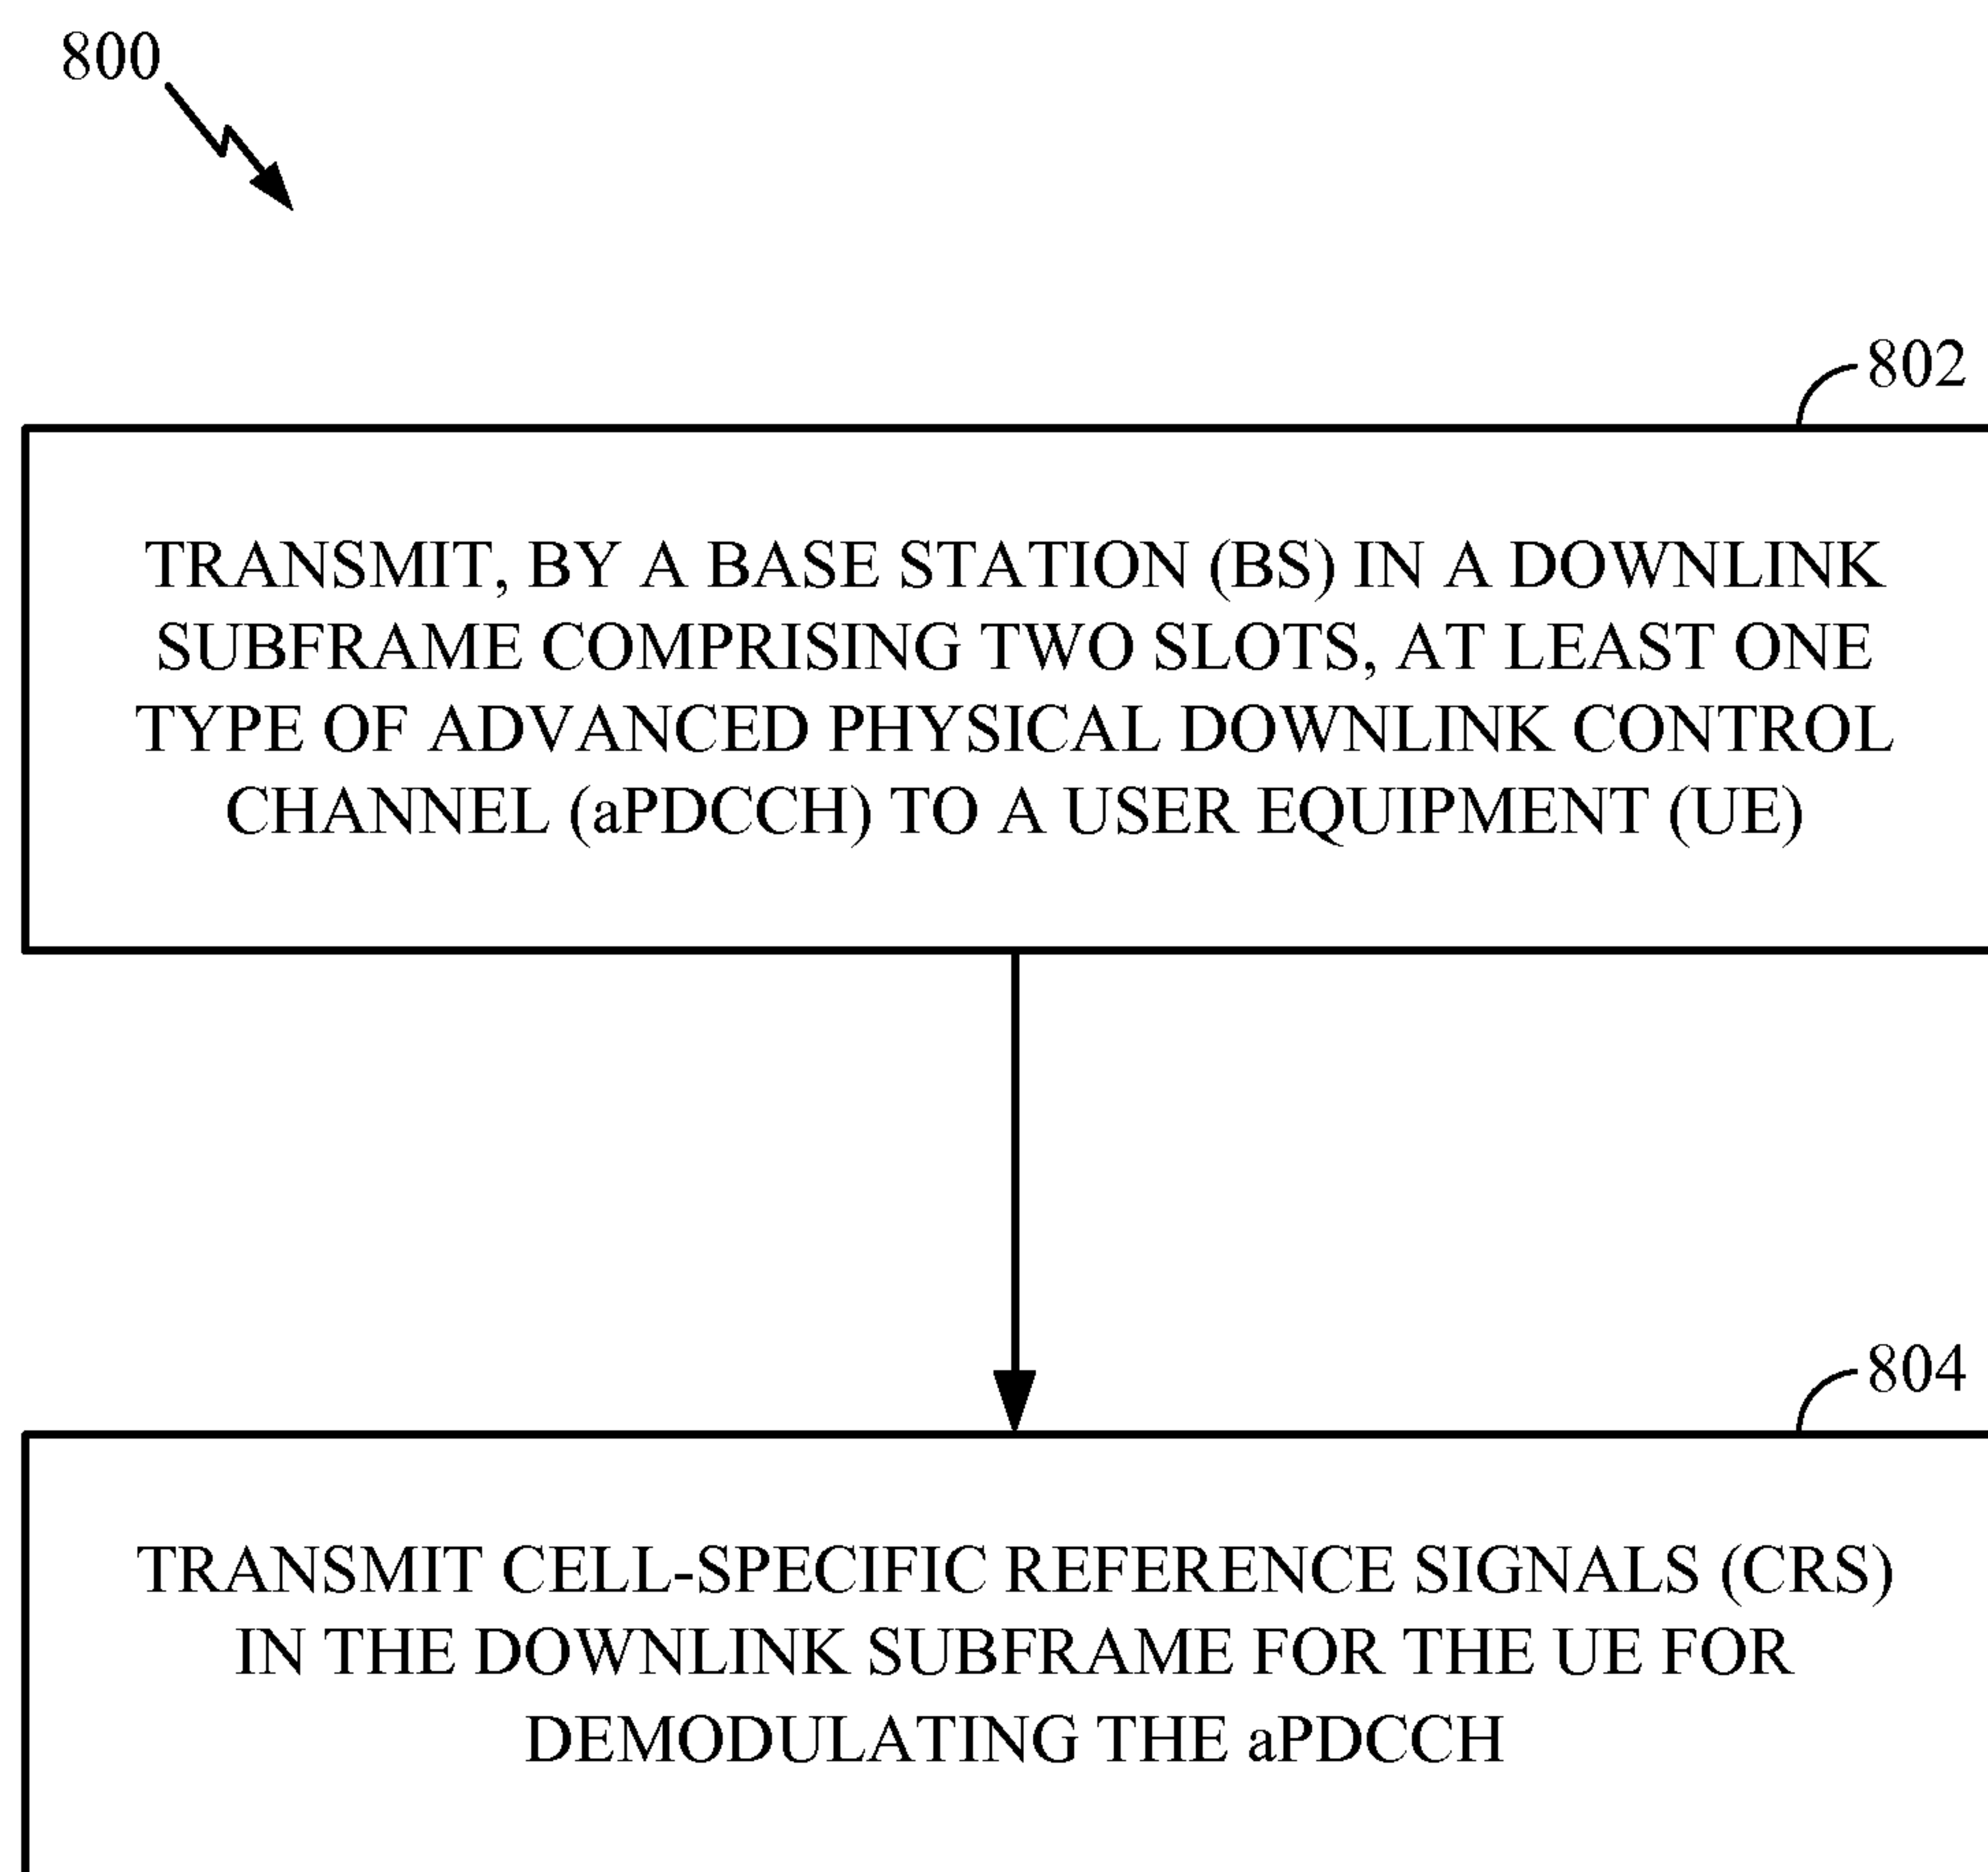 800
802
TRANSMIT, BY A BASE STATION (BS) IN A DOWNLINK
SUBFRAME COMPRISING TWO SLOTS, AT LEAST ONE
TYPE OF ADVANCED PHYSICAL DOWNLINK CONTROL
CHANNEL (aPDCCH) TO A USER EQUIPMENT (UE)
804
TRANSMIT CELL-SPECIFIC REFERENCE SIGNALS (CRS)
IN THE DOWNLINK SUBFRAME FOR THE UE FOR
DEMODULATING THE aPDCCH